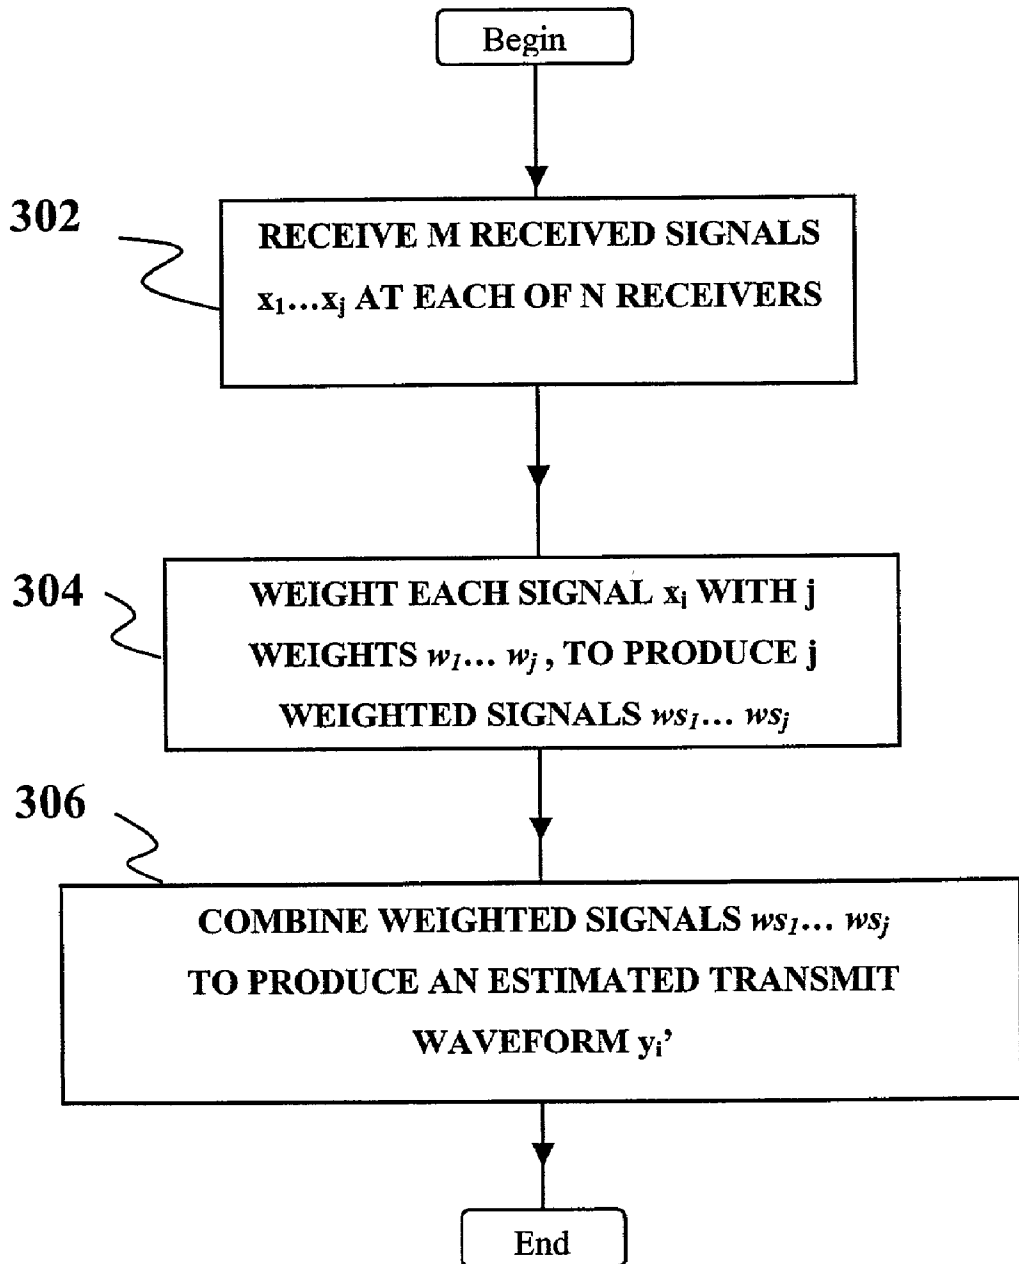 Begin
302
RECEIVE M RECEIVED SIGNALS
x₁...xⱼ AT EACH OF N RECEIVERS
304
WEIGHT EACH SIGNAL xᵢ WITH j
WEIGHTS w₁... wⱼ , TO PRODUCE j
WEIGHTED SIGNALS ws₁... wsⱼ
306
COMBINE WEIGHTED SIGNALS ws₁... wsⱼ
TO PRODUCE AN ESTIMATED TRANSMIT
WAVEFORM yᵢ’
End